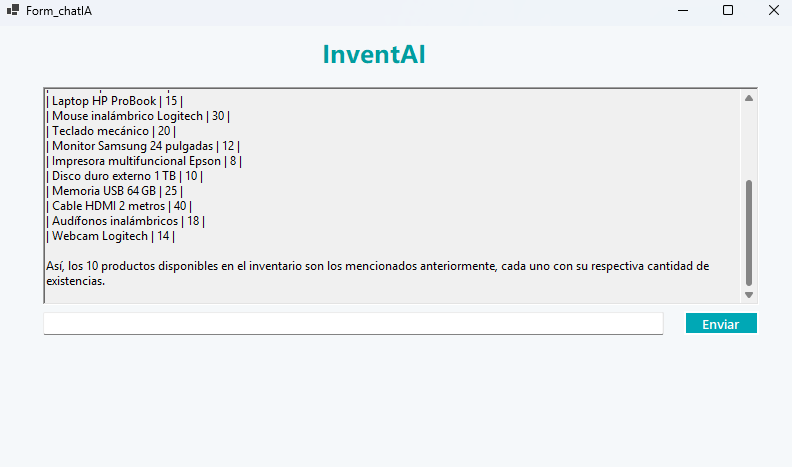 Form_chatIA
InventAI
| Laptop HP ProBook | 15 |
| Mouse inalámbrico Logitech | 30 |
| Teclado mecánico | 20 |
| Monitor Samsung 24 pulgadas | 12 |
| Impresora multifuncional Epson | 8 |
| Disco duro externo 1 TB | 10 |
| Memoria USB 64 GB | 25 |
| Cable HDMI 2 metros | 40 |
| Audífonos inalámbricos | 18 |
| Webcam Logitech | 14 |
Así, los 10 productos disponibles en el inventario son los mencionados anteriormente, cada uno con su respectiva cantidad de
existencias.
Enviar